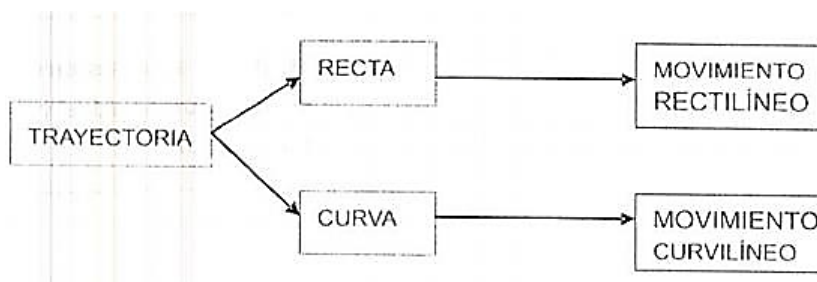 TRAYECTORIA
RECTA
MOVIMIENTO
RECTILÍNEO
CURVA
MOVIMIENTO
CURVILÍNEO